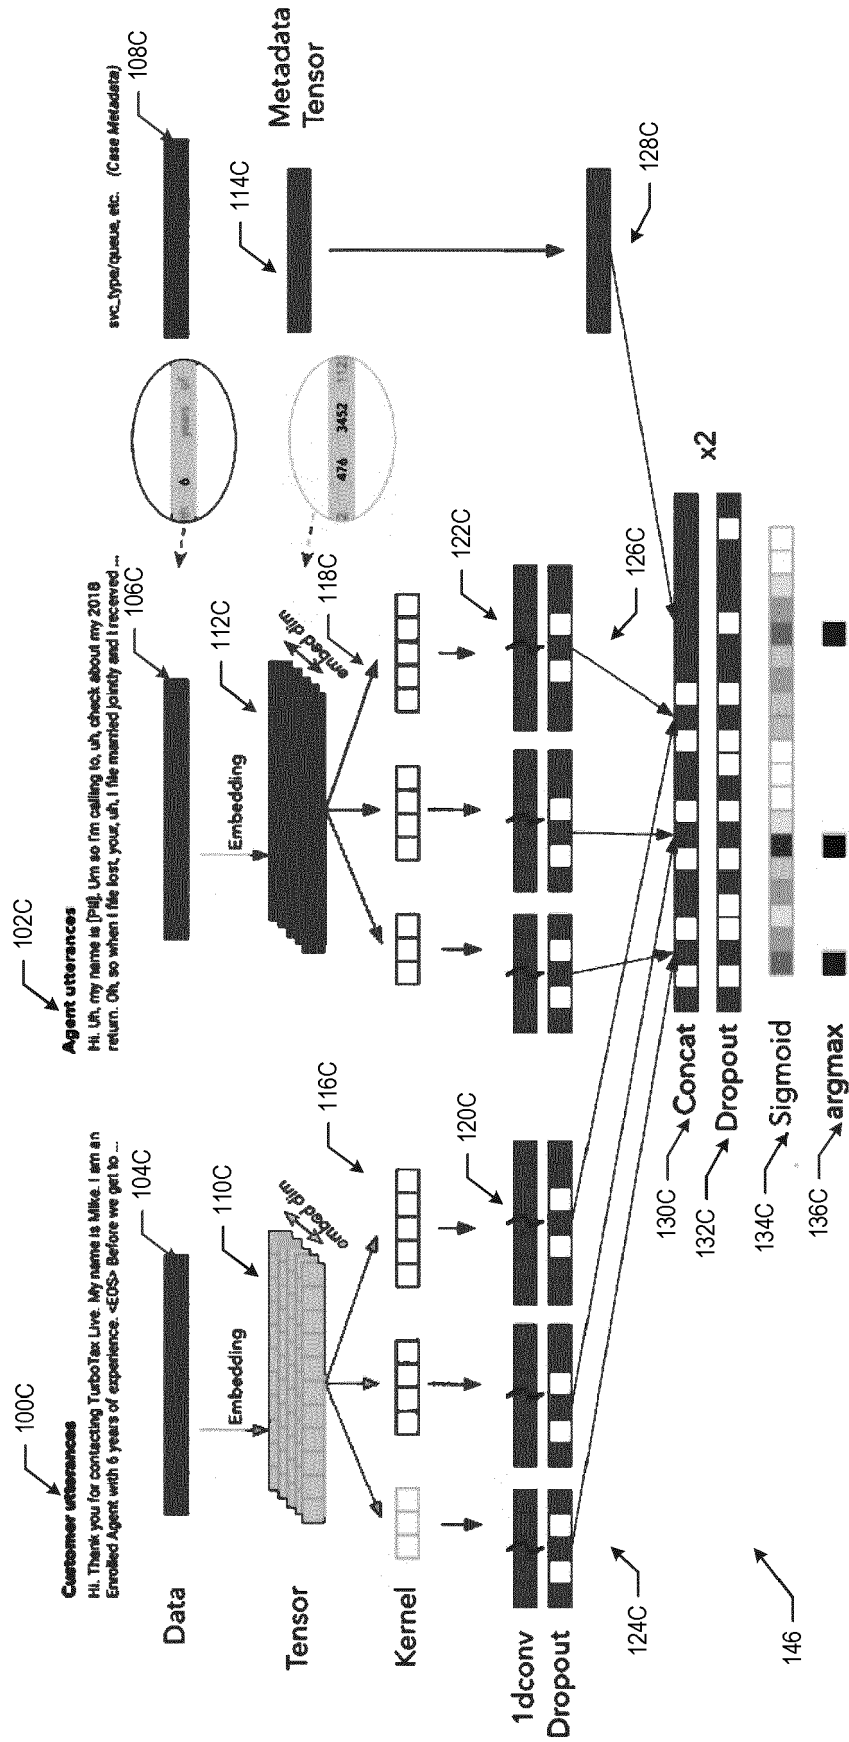 100C
Customer utterances
Hi. Thank you for contacting TurboTax Live. My name is Mike. I am an
Enrolled Agent with 6 years of experience. <EOS> Before we get to ...
102C
Agent utterances
Hi. Uh, my name is [PII]. Um so I'm calling to, uh, check about my 2018
return. Oh, so when I file lost, your, uh, I file married jointly and I received ...
svc_type/queue, etc. (Case Metadata)
104C
106C
108C
Data
6 years of
Embedding
Embedding
110C
112C
114C
Metadata
Tensor
Tensor
embed dim
embed dim
2 476 3452 112
116C
118C
Kernel
120C
122C
1dconv
Dropout
124C
126C
128C
130C
Concat
x2
132C
Dropout
134C
Sigmoid
136C
argmax
146